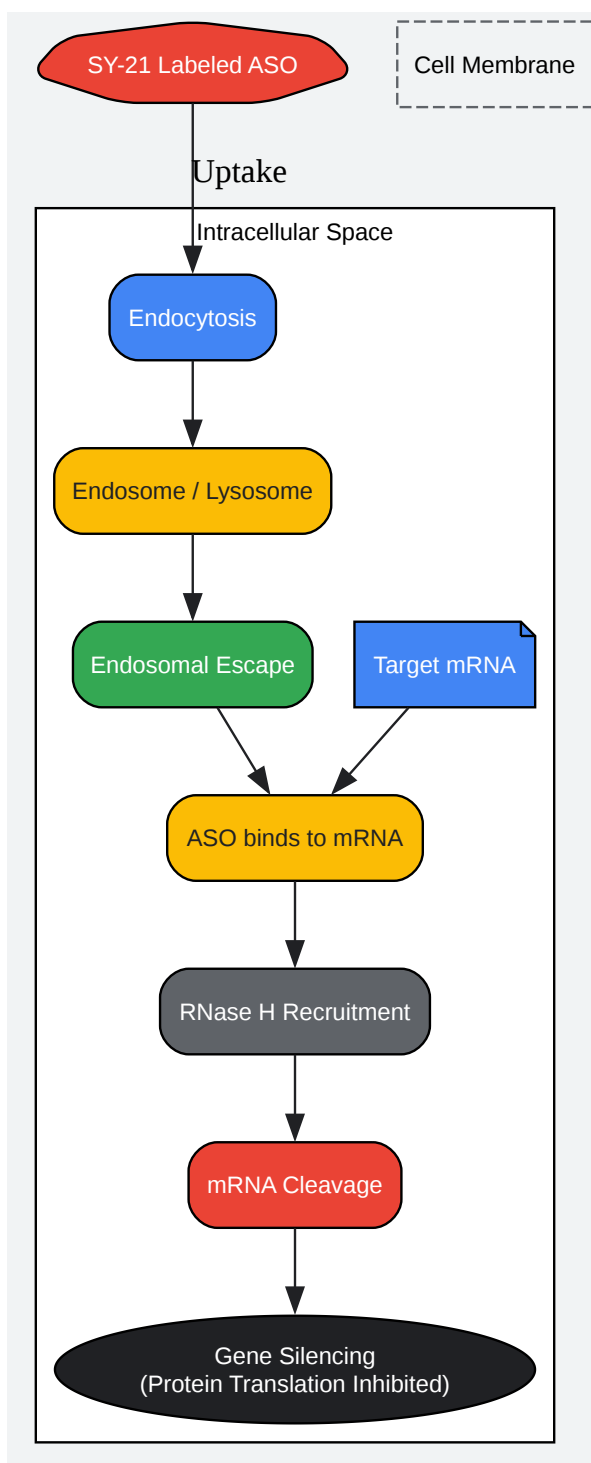 SY-21 Labeled ASO
Cell Membrane
Uptake
Intracellular Space
Endocytosis
Endosome / Lysosome
Endosomal Escape
Target mRNA
ASO binds to mRNA
RNase H Recruitment
mRNA Cleavage
Gene Silencing
(Protein Translation Inhibited)